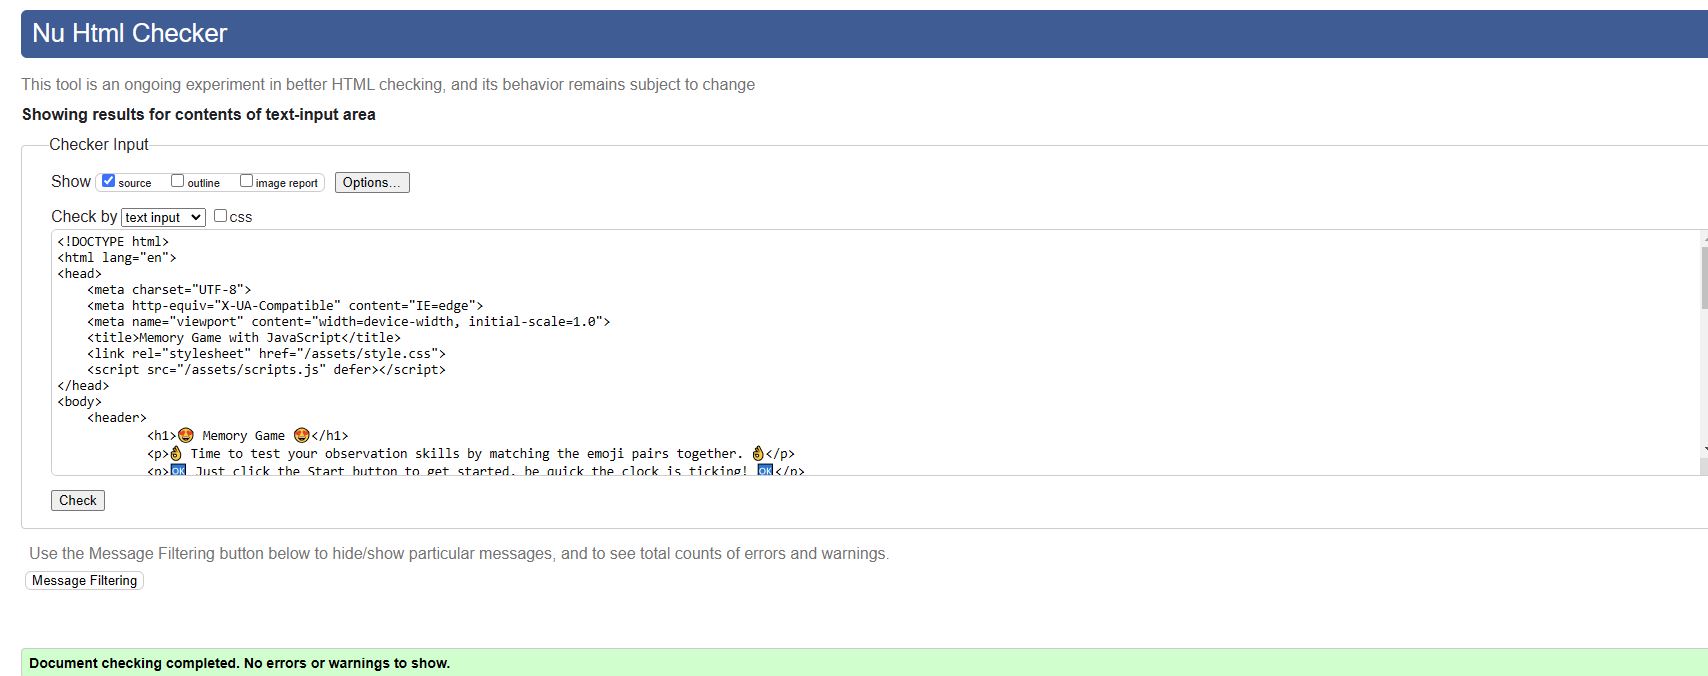 Nu Html Checker
This tool is an ongoing experiment in better HTML checking, and its behavior remains subject to change
Showing results for contents of text-input area
Checker Input
Show source outline image report Options...
Check by text input css
<!DOCTYPE html>
<html lang="en">
<head>
    <meta charset="UTF-8">
    <meta http-equiv="X-UA-Compatible" content="IE=edge">
    <meta name="viewport" content="width=device-width, initial-scale=1.0">
    <title>Memory Game with JavaScript</title>
    <link rel="stylesheet" href="/assets/style.css">
    <script src="/assets/scripts.js" defer></script>
</head>
<body>
    <header>
            <h1>😍 Memory Game 😍</h1>
            <p>👌 Time to test your observation skills by matching the emoji pairs together. 👌</p>
            <p>🆗 Just click the Start button to get started, be quick the clock is ticking! 🆗</p>
Check
Use the Message Filtering button below to hide/show particular messages, and to see total counts of errors and warnings.
Message Filtering
Document checking completed. No errors or warnings to show.